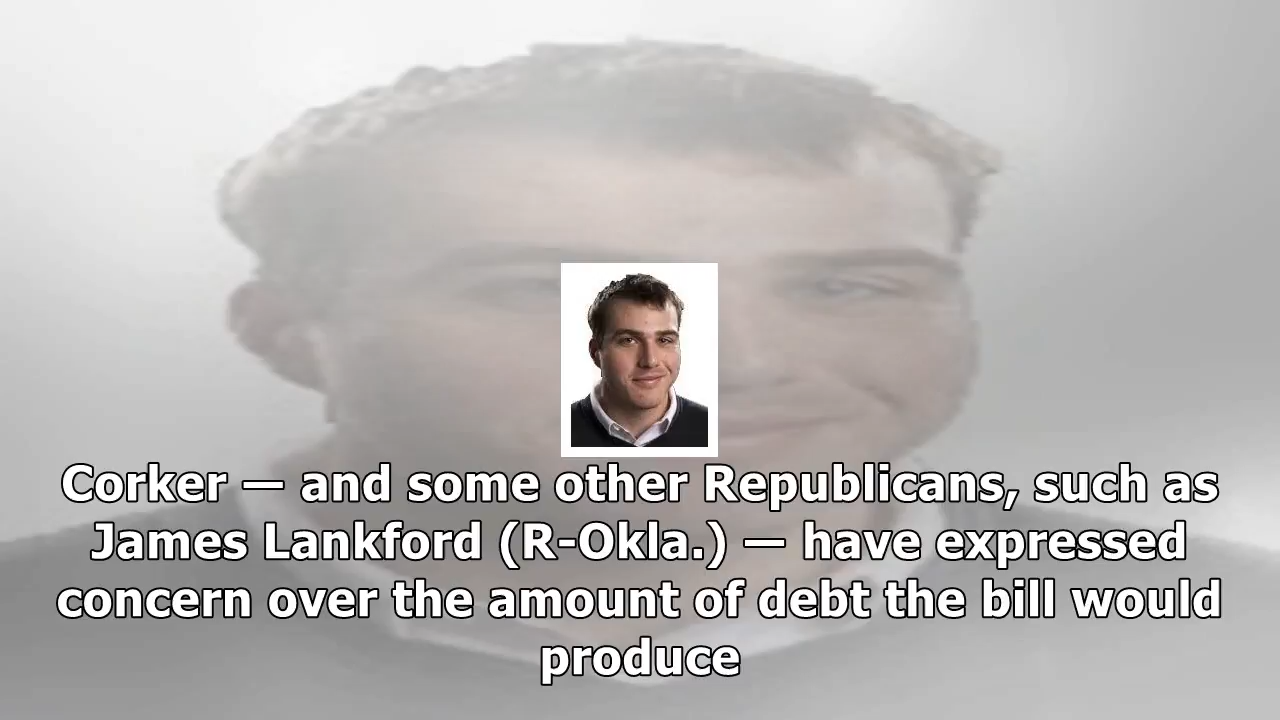 Corker — and some other Republicans, such as
James Lankford (R-Okla.) — have expressed
concern over the amount of debt the bill would
produce